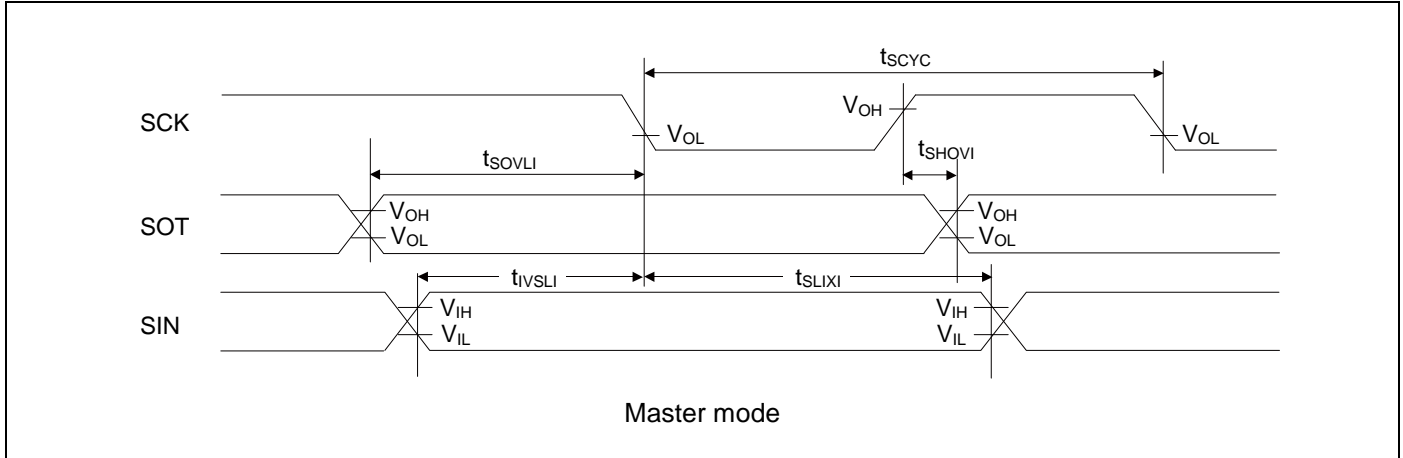 tSCYC
SCK
VOH
VOL
VOL
tSHOVI
tSOVLI
SOT
VOH
VOL
VOH
VOL
tIVSLI
tSLIXI
SIN
VIH
VIL
VIH
VIL
Master mode